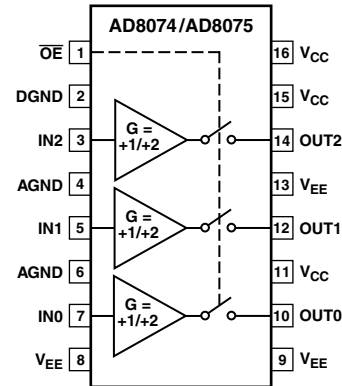 AD8074/AD8075
OE 1 16 VCC
DGND 2 15 VCC
G =
+1/+2
IN2 3 14 OUT2
AGND 4 13 VEE
G =
+1/+2
IN1 5 12 OUT1
AGND 6 11 VCC
G =
+1/+2
IN0 7 10 OUT0
VEE 8 9 VEE